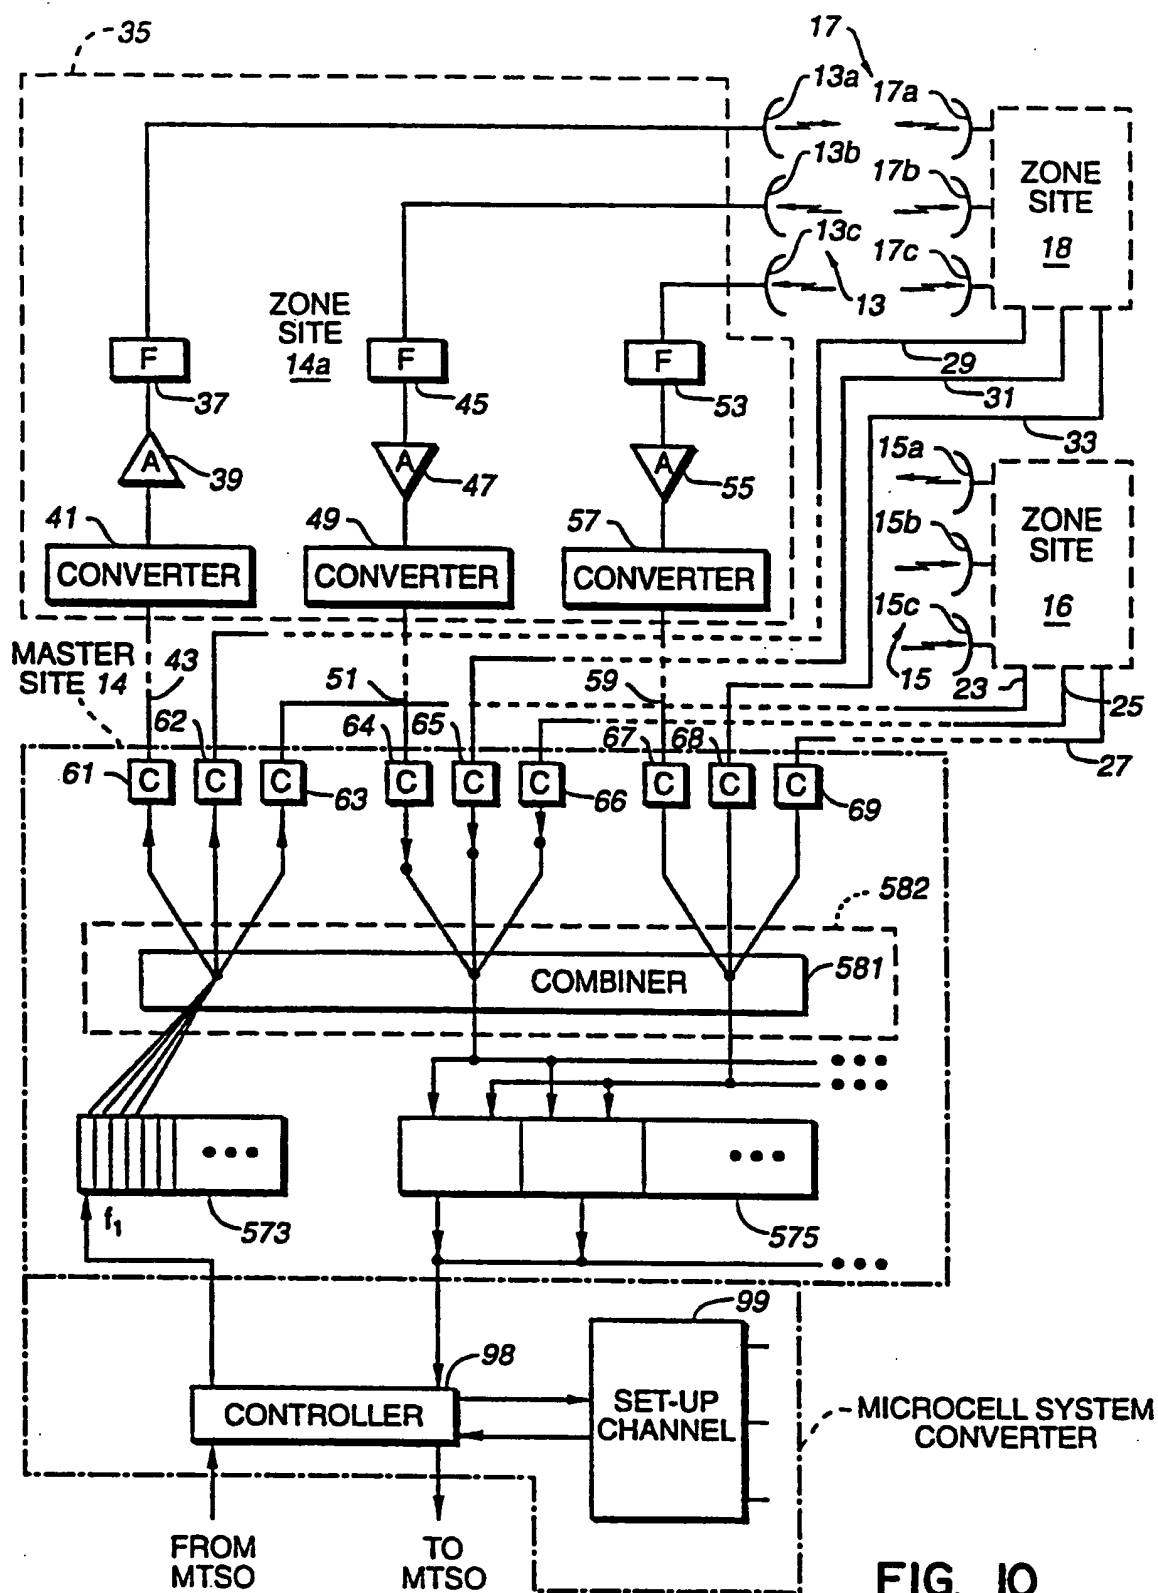 35
17
13a
17a
13b
17b
13c
17c
13
ZONE
SITE
18
ZONE
SITE
14a
F
F
F
37
45
53
29
31
33
A
39
A
47
A
55
15a
15b
15c
15
ZONE
SITE
16
41
49
57
CONVERTER
CONVERTER
CONVERTER
MASTER
SITE 14
43
51
59
23
25
27
62
64
65
67
68
61
C
C
C
63
C
C
C
66
C
C
C
69
582
COMBINER
581
f1
573
575
99
98
CONTROLLER
SET-UP
CHANNEL
MICROCELL SYSTEM
CONVERTER
FROM
MTSO
TO
MTSO
FIG. 10